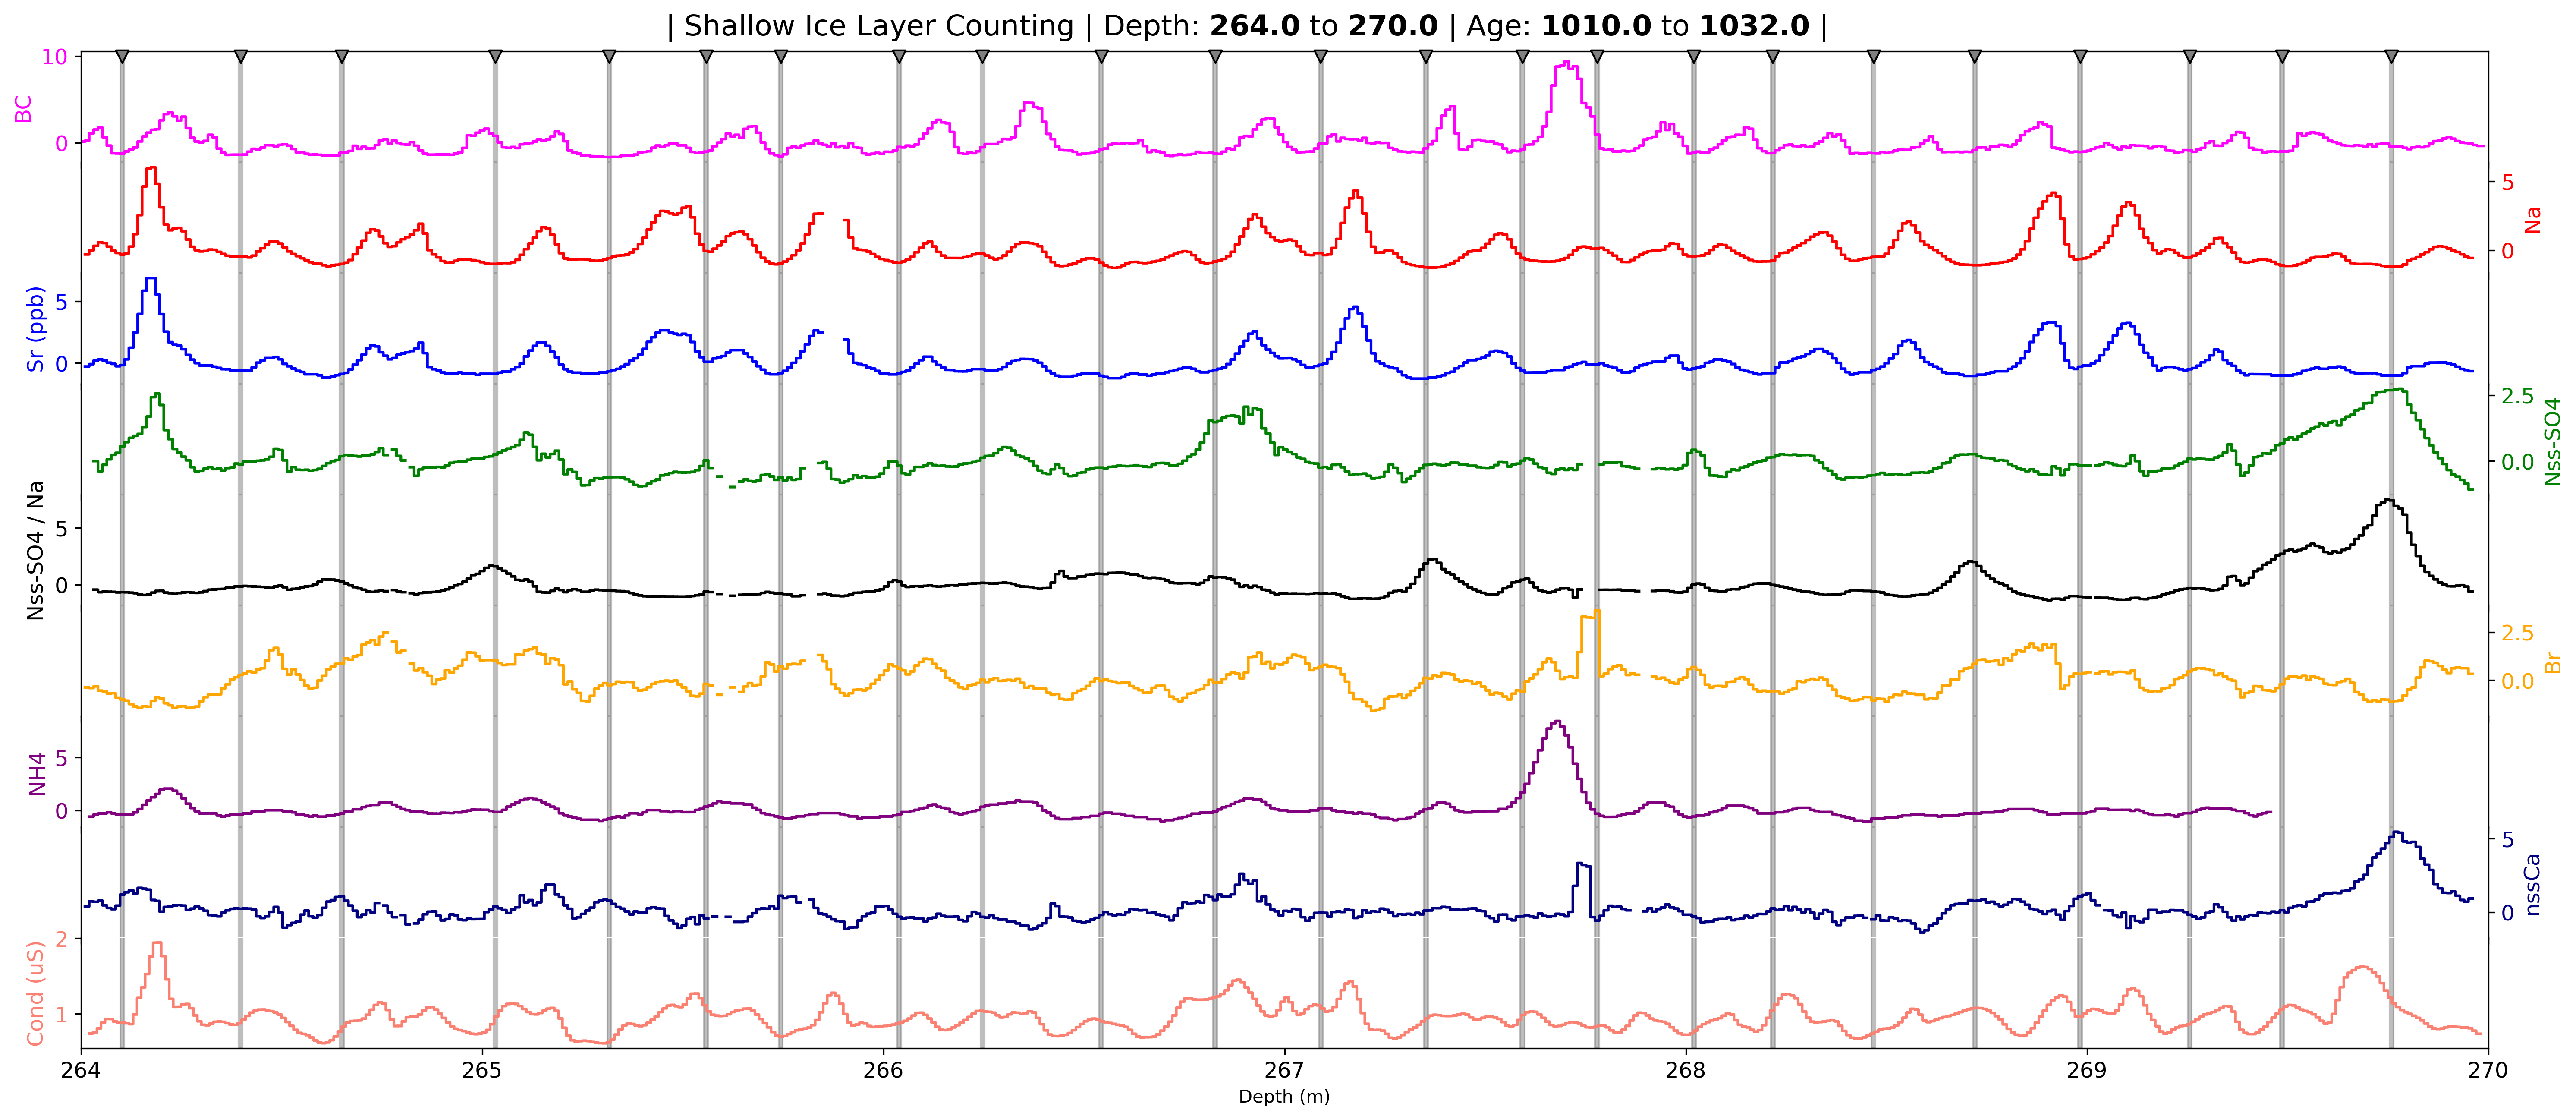 | Shallow Ice Layer Counting | Depth: 264.0 to 270.0 | Age: 1010.0 to 1032.0 |
10
0
BC
5
0
Na
5
0
Sr (ppb)
2.5
0.0
Nss-SO4
5
0
Nss-SO4 / Na
2.5
0.0
Br
5
0
NH4
5
0
nssCa
2
1
Cond (uS)
264 265 266 267 268 269 270
Depth (m)